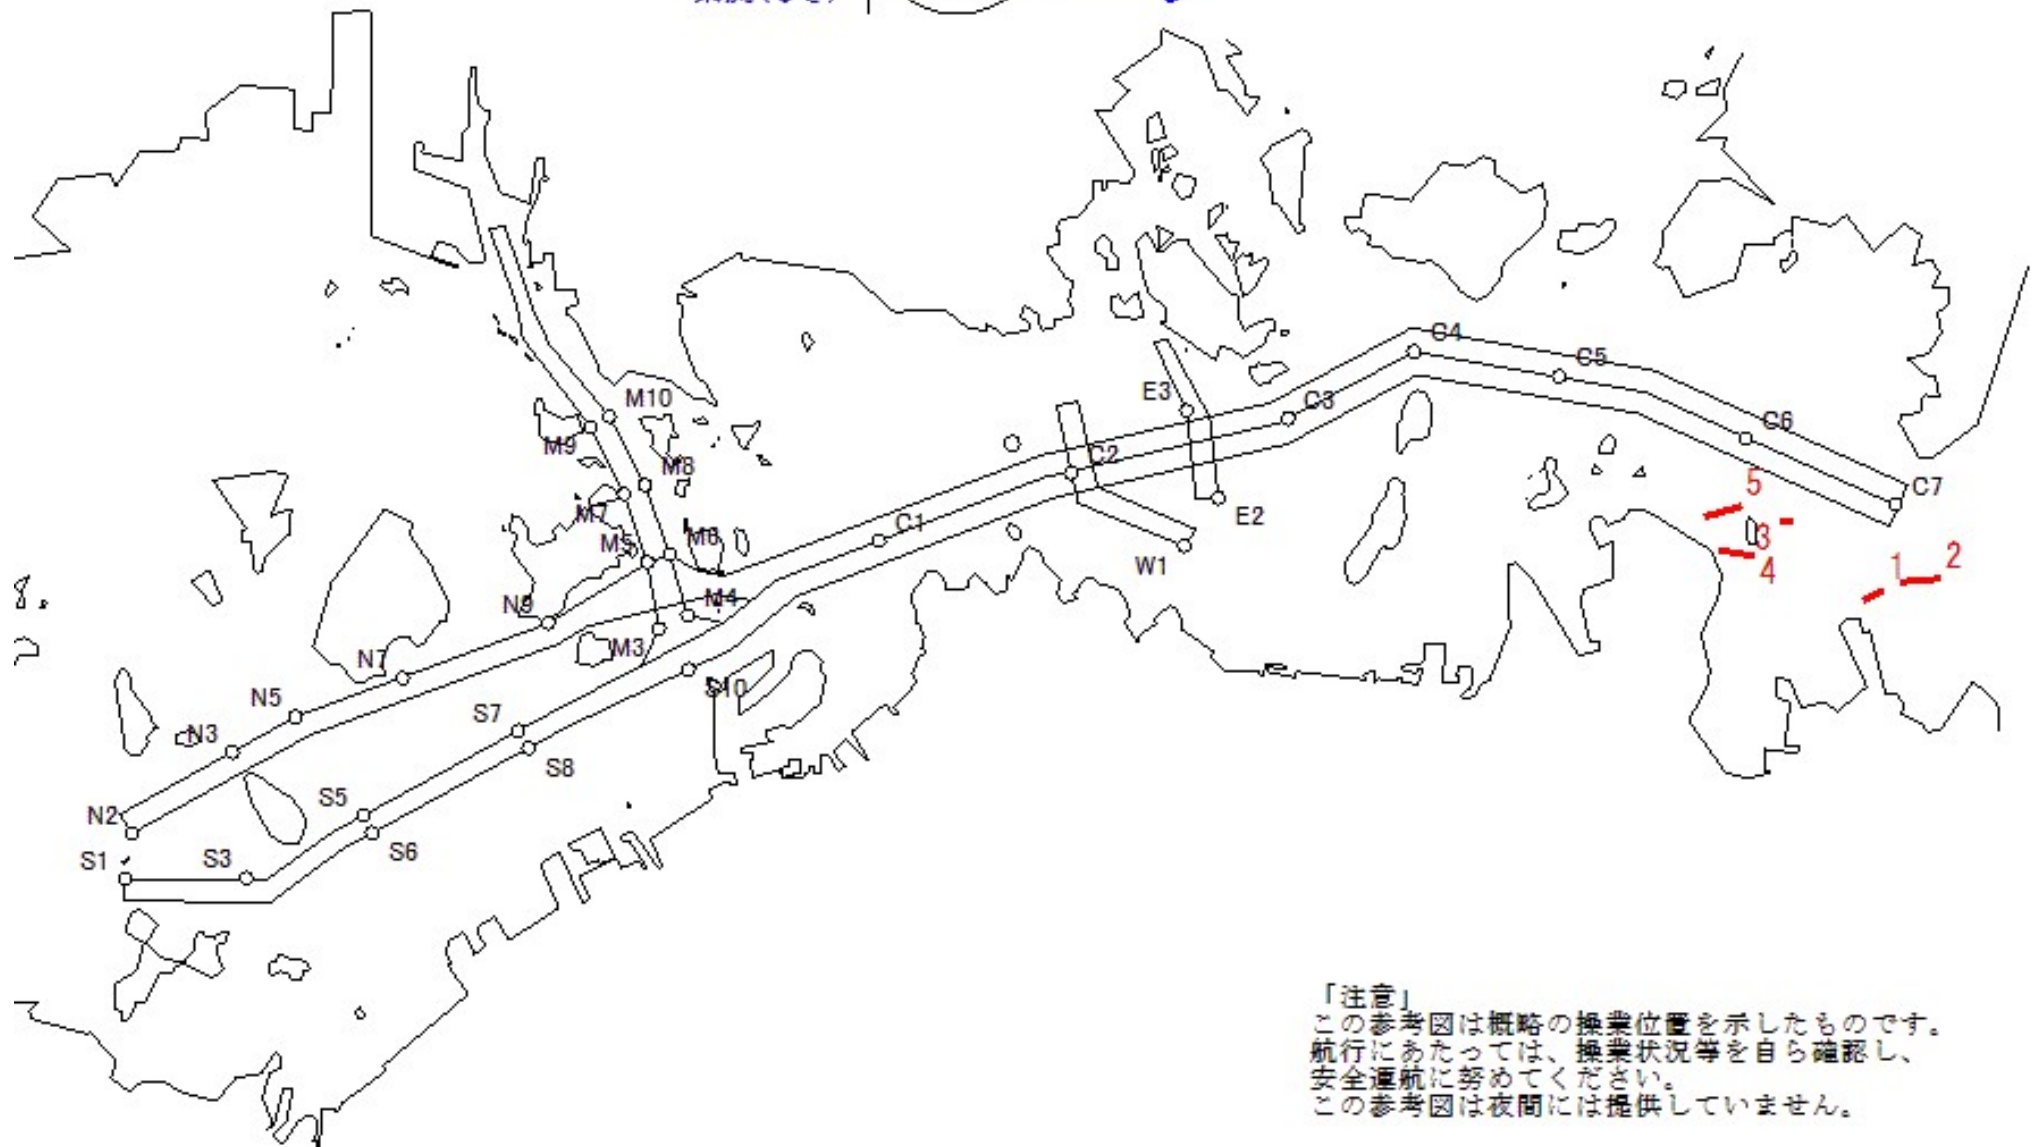 C4
C5
E3
M10
C3
C6
M9
C2
M8
5
C7
M7
C1
E2
M5
M6
3
W1
4
1
2
N9
M4
M3
N7
S10
N5
S7
N3
S8
S5
N2
S6
S1
S3
「注意」
この参考図は概略の操業位置を示したものです。
航行にあたっては、操業状況等を自ら確認し、
安全運航に努めてください。
この参考図は夜間には提供していません。